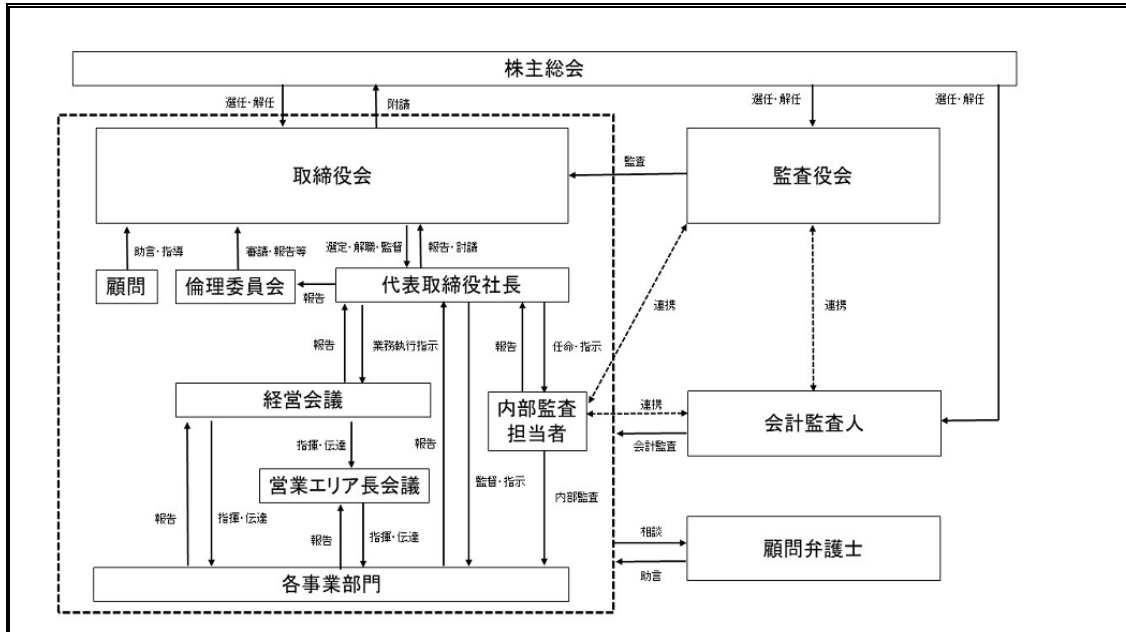 株主総会
選任・解任
附議
選任・解任
選任・解任
取締役会
監査
監査役会
助言・指導
審議・報告等
選定・解職・監督
報告・討議
顧問
倫理委員会
報告
代表取締役社長
連携
連携
報告
業務執行指示
報告
任命・指示
経営会議
内部監査
担当者
連携
会計監査人
会計監査
指揮・伝達
報告
営業エリア長会議
監督・指示
内部監査
報告
指揮・伝達
報告
指揮・伝達
相談
顧問弁護士
助言
各事業部門